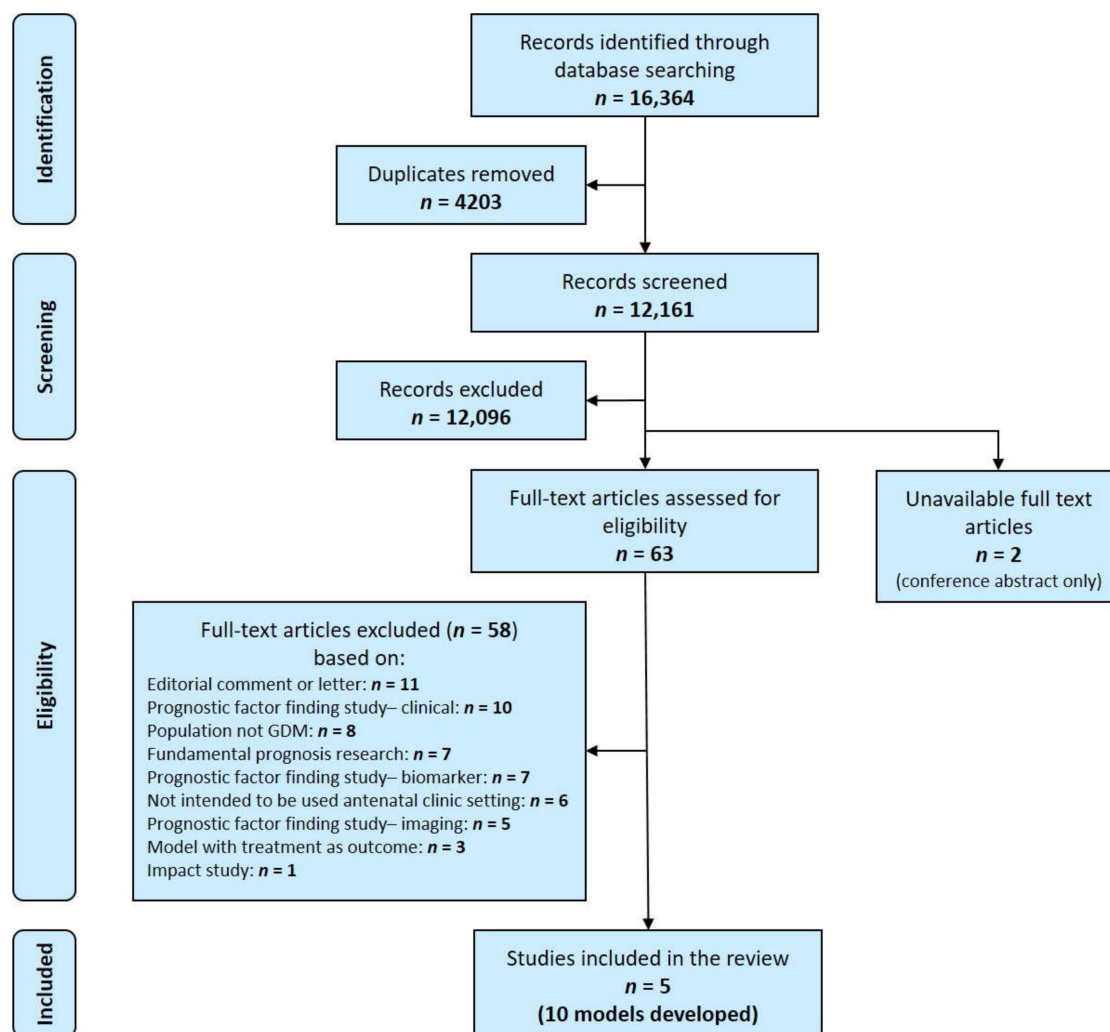 Identification
Records identified through
database searching
n = 16,364
Duplicates removed
n = 4203
Screening
Records screened
n = 12,161
Records excluded
n = 12,096
Eligibility
Full-text articles assessed for
eligibility
n = 63
Unavailable full text
articles
n = 2
(conference abstract only)
Full-text articles excluded (n = 58)
based on:
Editorial comment or letter: n = 11
Prognostic factor finding study– clinical: n = 10
Population not GDM: n = 8
Fundamental prognosis research: n = 7
Prognostic factor finding study– biomarker: n = 7
Not intended to be used antenatal clinic setting: n = 6
Prognostic factor finding study– imaging: n = 5
Model with treatment as outcome: n = 3
Impact study: n = 1
Included
Studies included in the review
n = 5
(10 models developed)